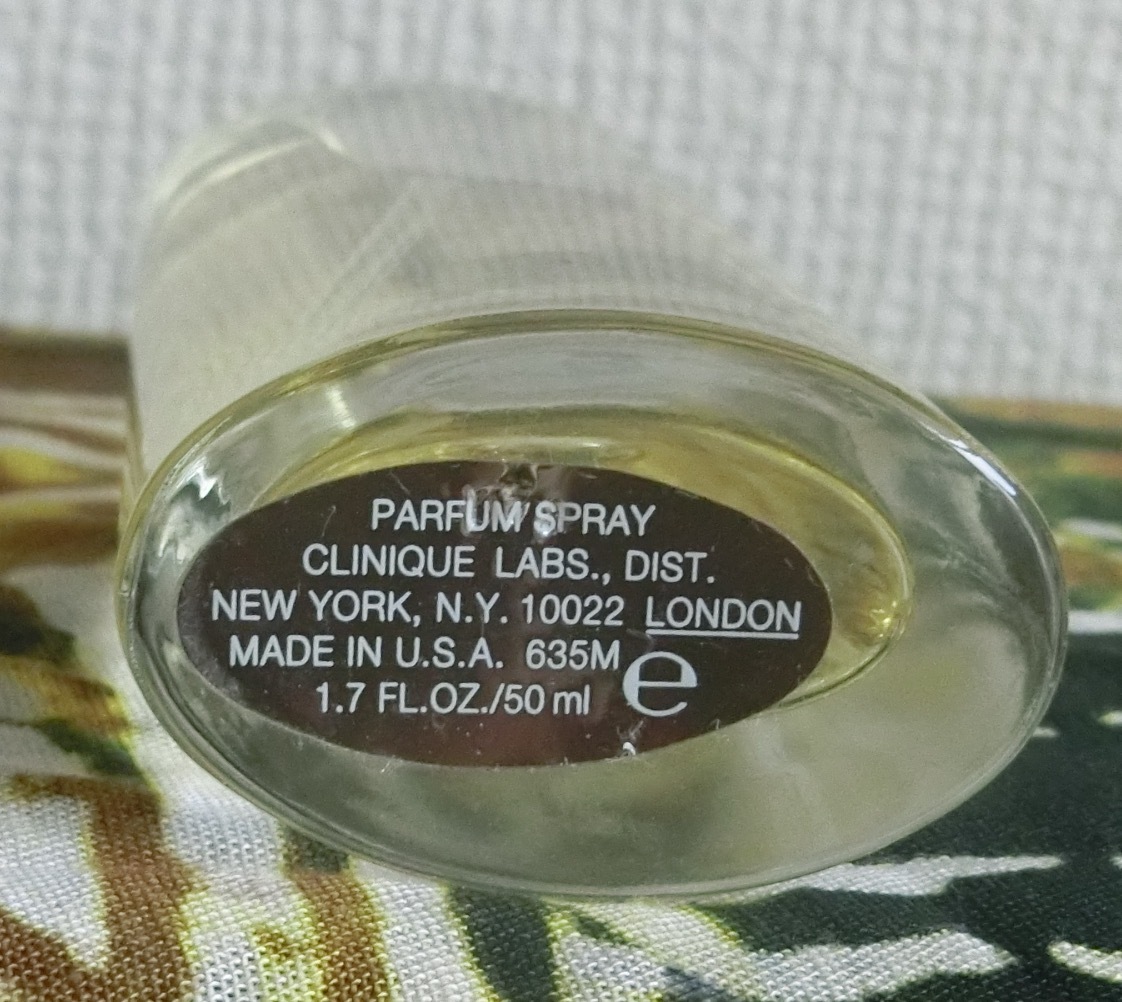 PARFUM SPRAY
CLINIQUE LABS., DIST.
NEW YORK, N.Y. 10022 LONDON
MADE IN U.S.A. 635M
1.7 FL.OZ./50 ml e